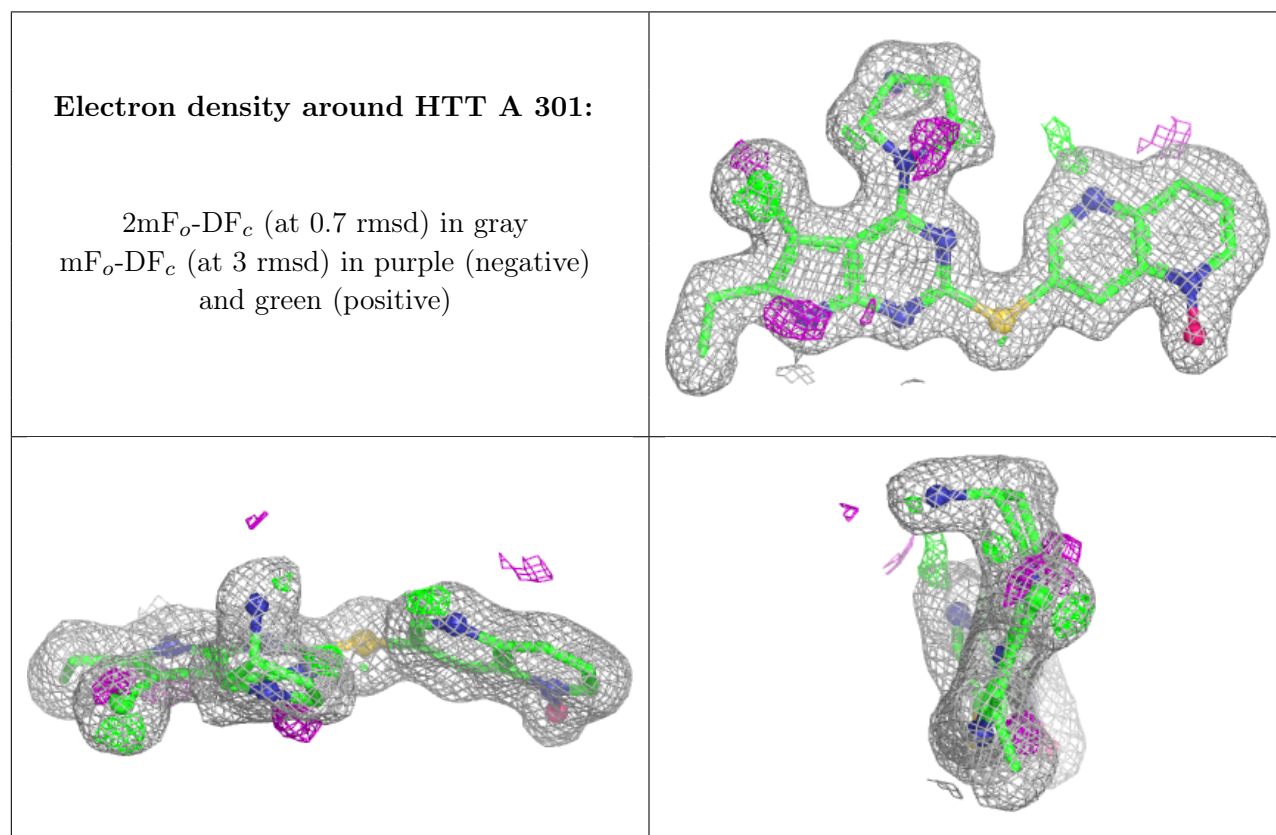 Electron density around HTT A 301:
2mFo-DFc (at 0.7 rmsd) in gray
mFo-DFc (at 3 rmsd) in purple (negative)
and green (positive)